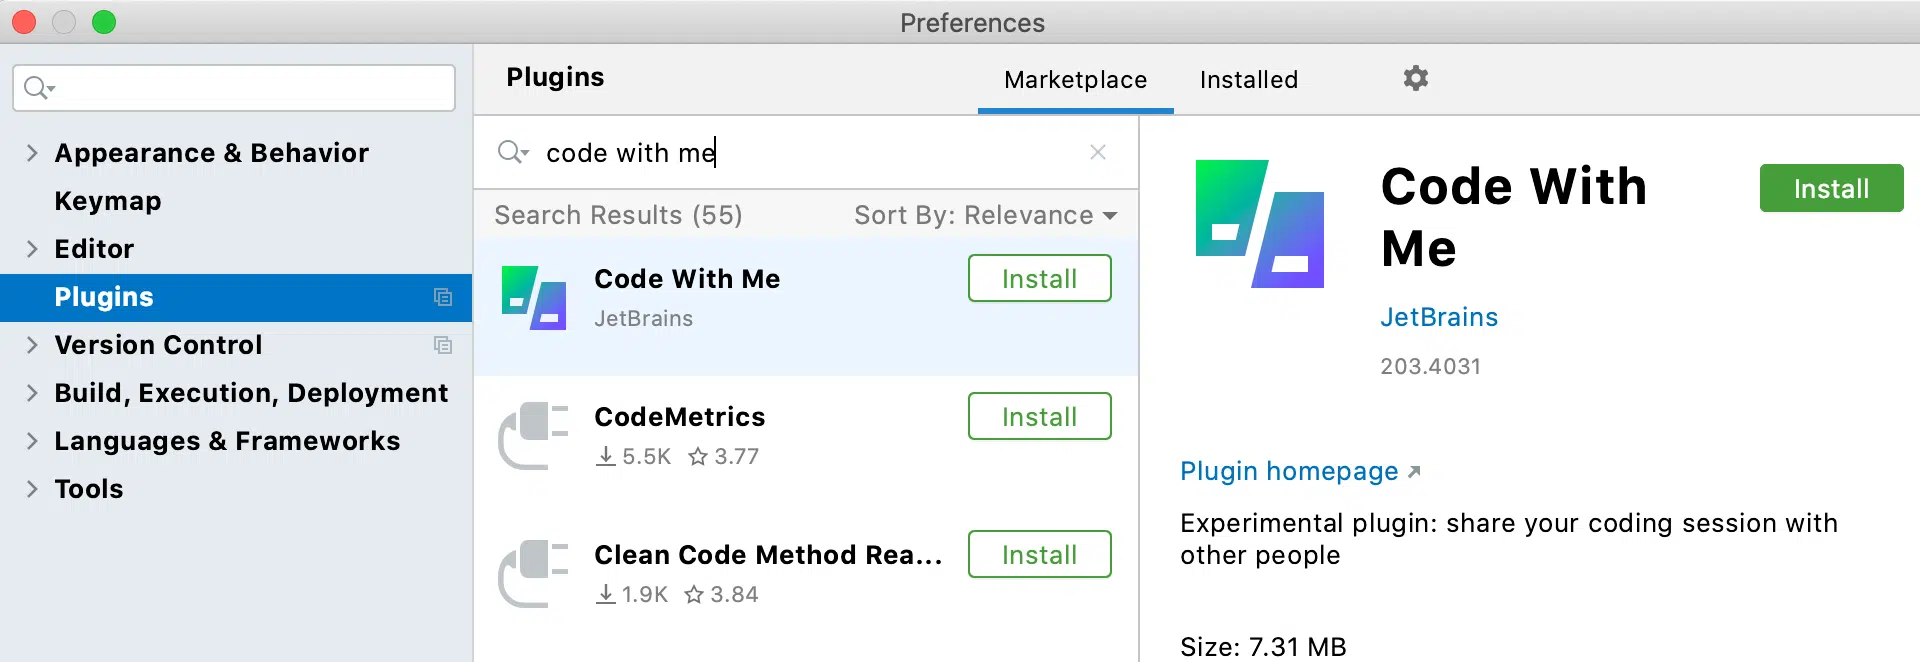 Preferences
Appearance & Behavior
Keymap
Editor
Plugins
Version Control
Build, Execution, Deployment
Languages & Frameworks
Tools
Plugins
Marketplace
Installed
code with me
Search Results (55)
Sort By: Relevance
Code With Me
JetBrains
Install
CodeMetrics
5.5K
3.77
Install
Clean Code Method Rea...
1.9K
3.84
Install
Code With
Me
Install
JetBrains
203.4031
Plugin homepage
Experimental plugin: share your coding session with
other people
Size: 7.31 MB